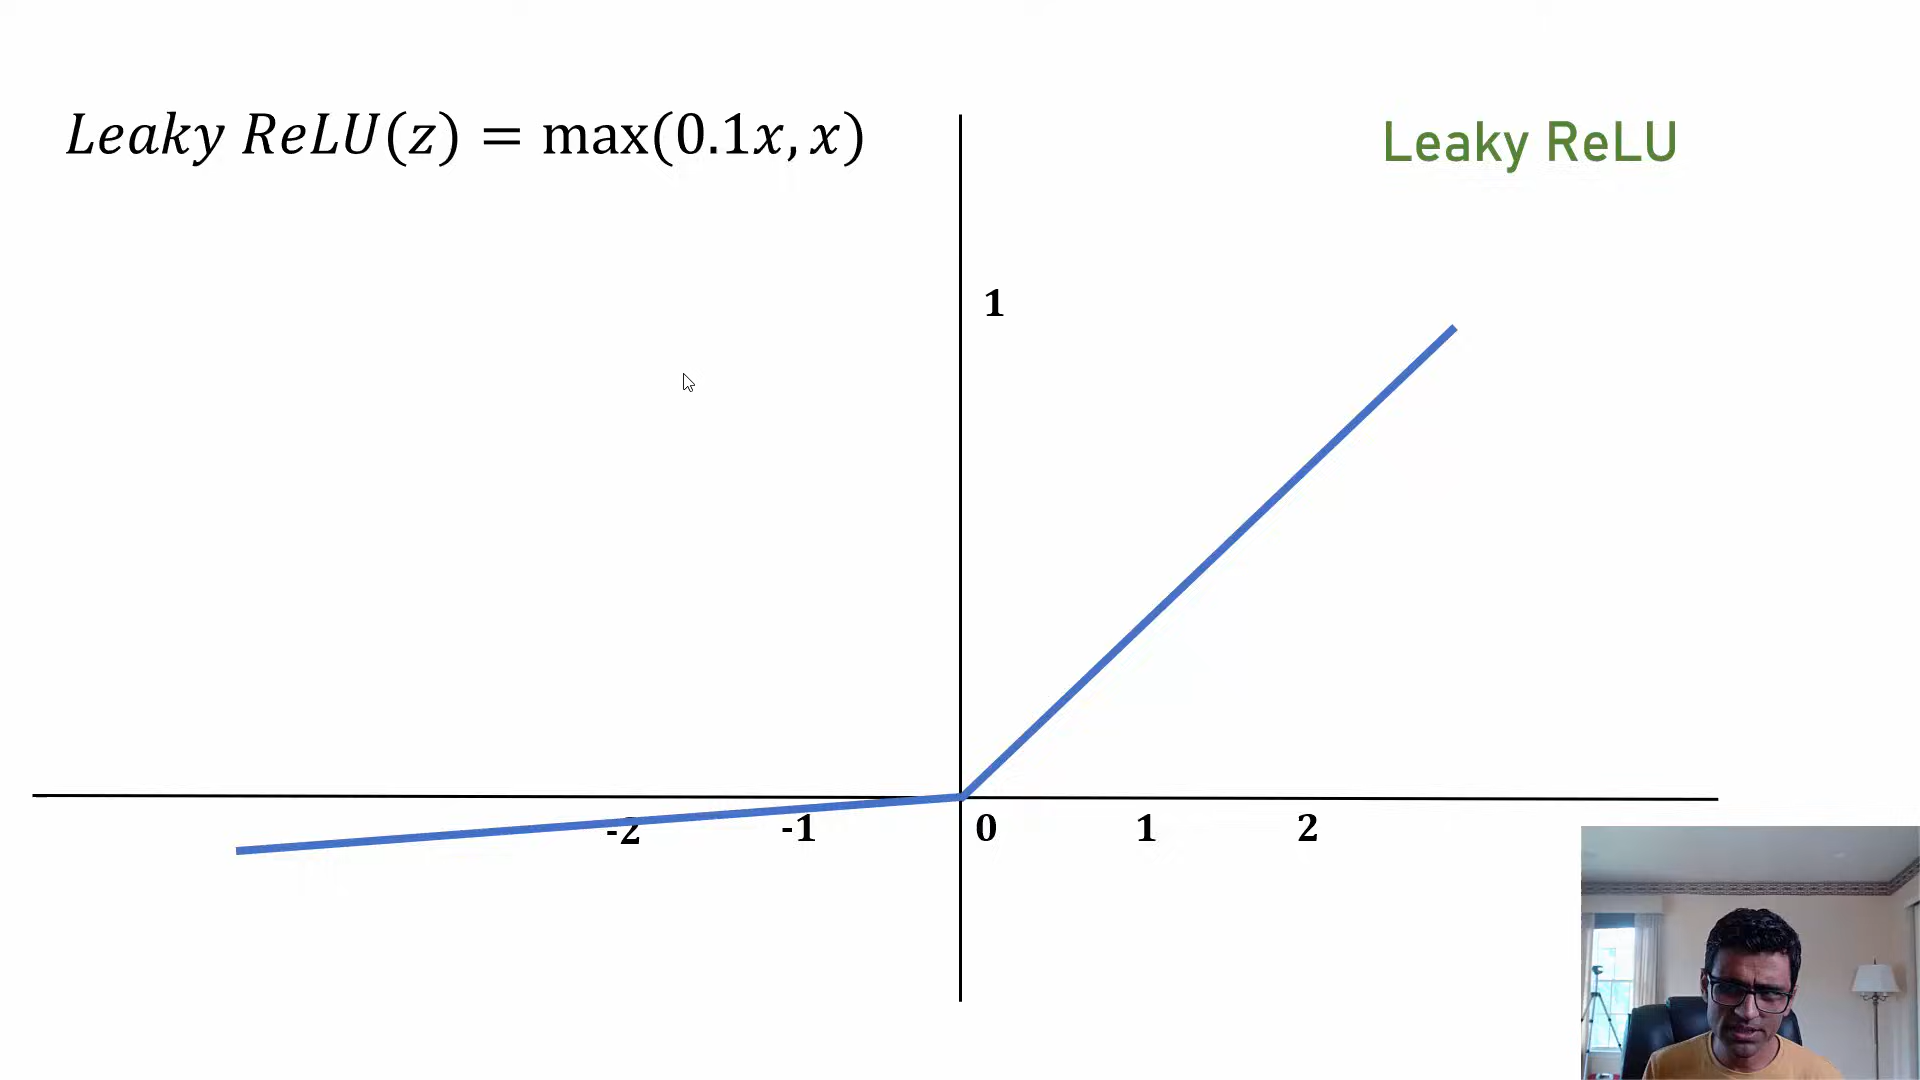 Leaky ReLU(z) = max(0.1x, x)
Leaky ReLU
1
-2 -1 0 1 2